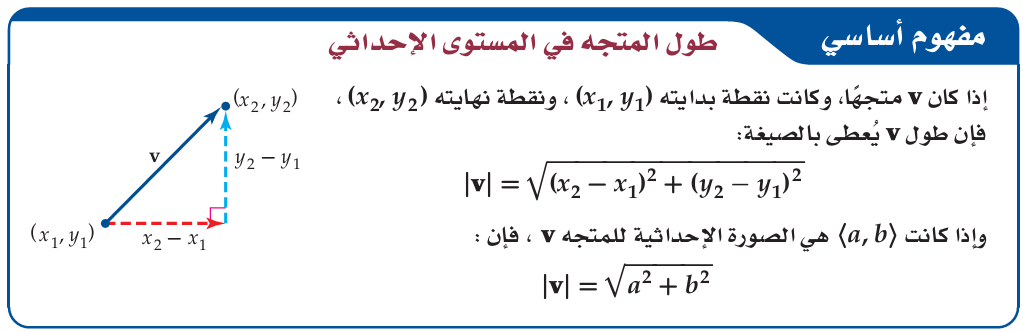 مفهوم أساسي
طول المتجه في المستوى الإحداثي
إذا كان v متجهًا، وكانت نقطة بدايته (x₁, y₁) ، ونقطة نهايته (x₂, y₂) ،
فإن طول v يُعطى بالصيغة:
|v| = √((x₂ − x₁)² + (y₂ − y₁)²)
وإذا كانت ⟨a, b⟩ هي الصورة الإحداثية للمتجه v ، فإن :
|v| = √(a² + b²)
(x₂, y₂)
v
y₂ − y₁
(x₁, y₁)
x₂ − x₁